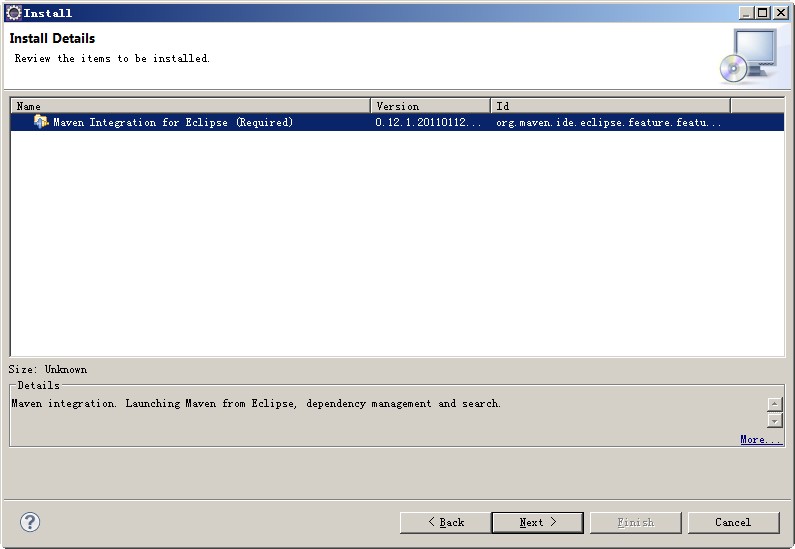 Install
Install Details
Review the items to be installed.
Name Version Id
Maven Integration for Eclipse (Required) 0.12.1.20110112... org.maven.ide.eclipse.feature.featu...
Size: Unknown
Details
Maven integration. Launching Maven from Eclipse, dependency management and search.
More...
? < Back Next > Finish Cancel